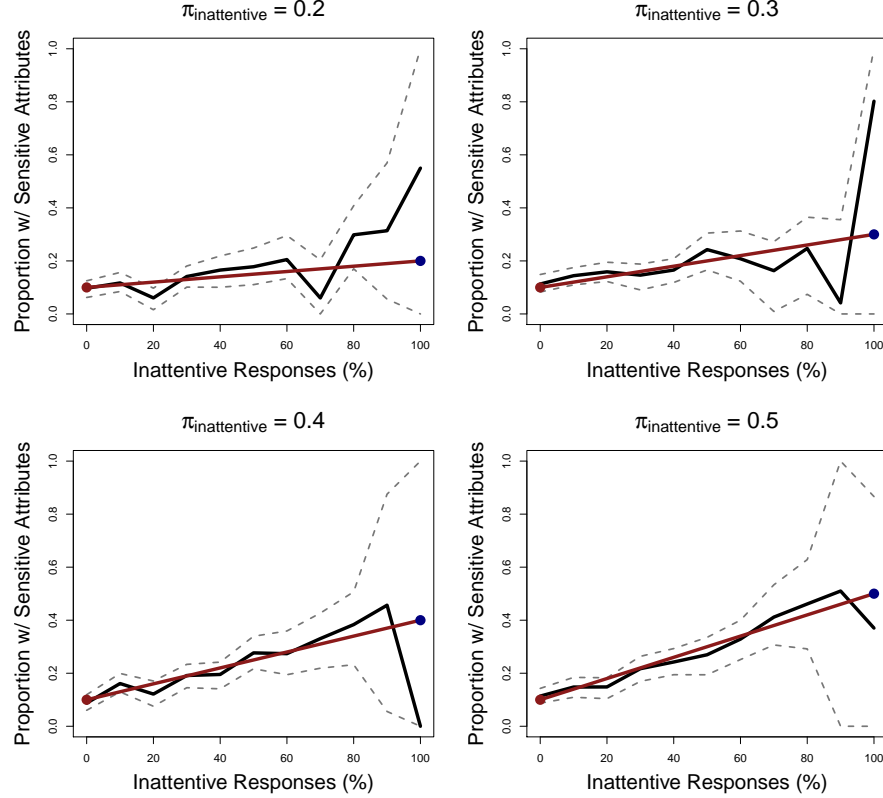 π_inattentive = 0.2
Proportion w/ Sensitive Attributes
1.0
0.8
0.6
0.4
0.2
0.0
0 20 40 60 80 100
Inattentive Responses (%)
π_inattentive = 0.3
Proportion w/ Sensitive Attributes
1.0
0.8
0.6
0.4
0.2
0.0
0 20 40 60 80 100
Inattentive Responses (%)
π_inattentive = 0.4
Proportion w/ Sensitive Attributes
1.0
0.8
0.6
0.4
0.2
0.0
0 20 40 60 80 100
Inattentive Responses (%)
π_inattentive = 0.5
Proportion w/ Sensitive Attributes
1.0
0.8
0.6
0.4
0.2
0.0
0 20 40 60 80 100
Inattentive Responses (%)